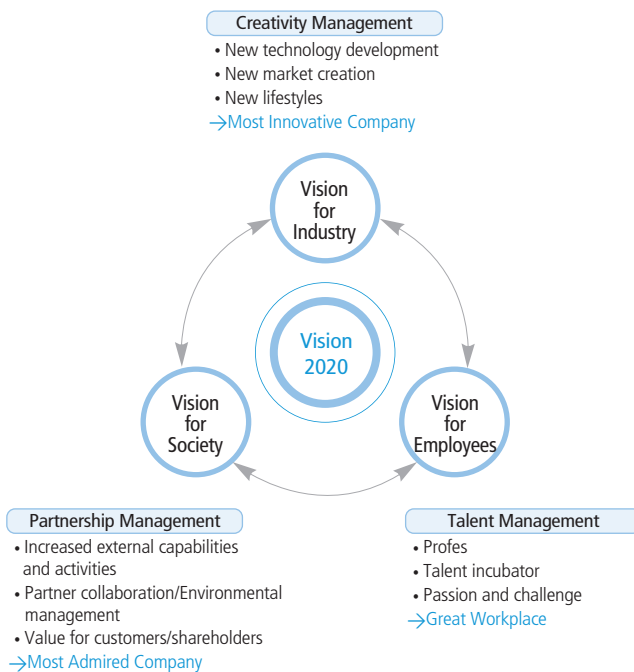 Creativity Management
• New technology development
• New market creation
• New lifestyles
→Most Innovative Company
Vision
for
Industry
Vision
2020
Vision
for
Society
Vision
for
Employees
Partnership Management
• Increased external capabilities
and activities
• Partner collaboration/Environmental
management
• Value for customers/shareholders
→Most Admired Company
Talent Management
• Profes
• Talent incubator
• Passion and challenge
→Great Workplace